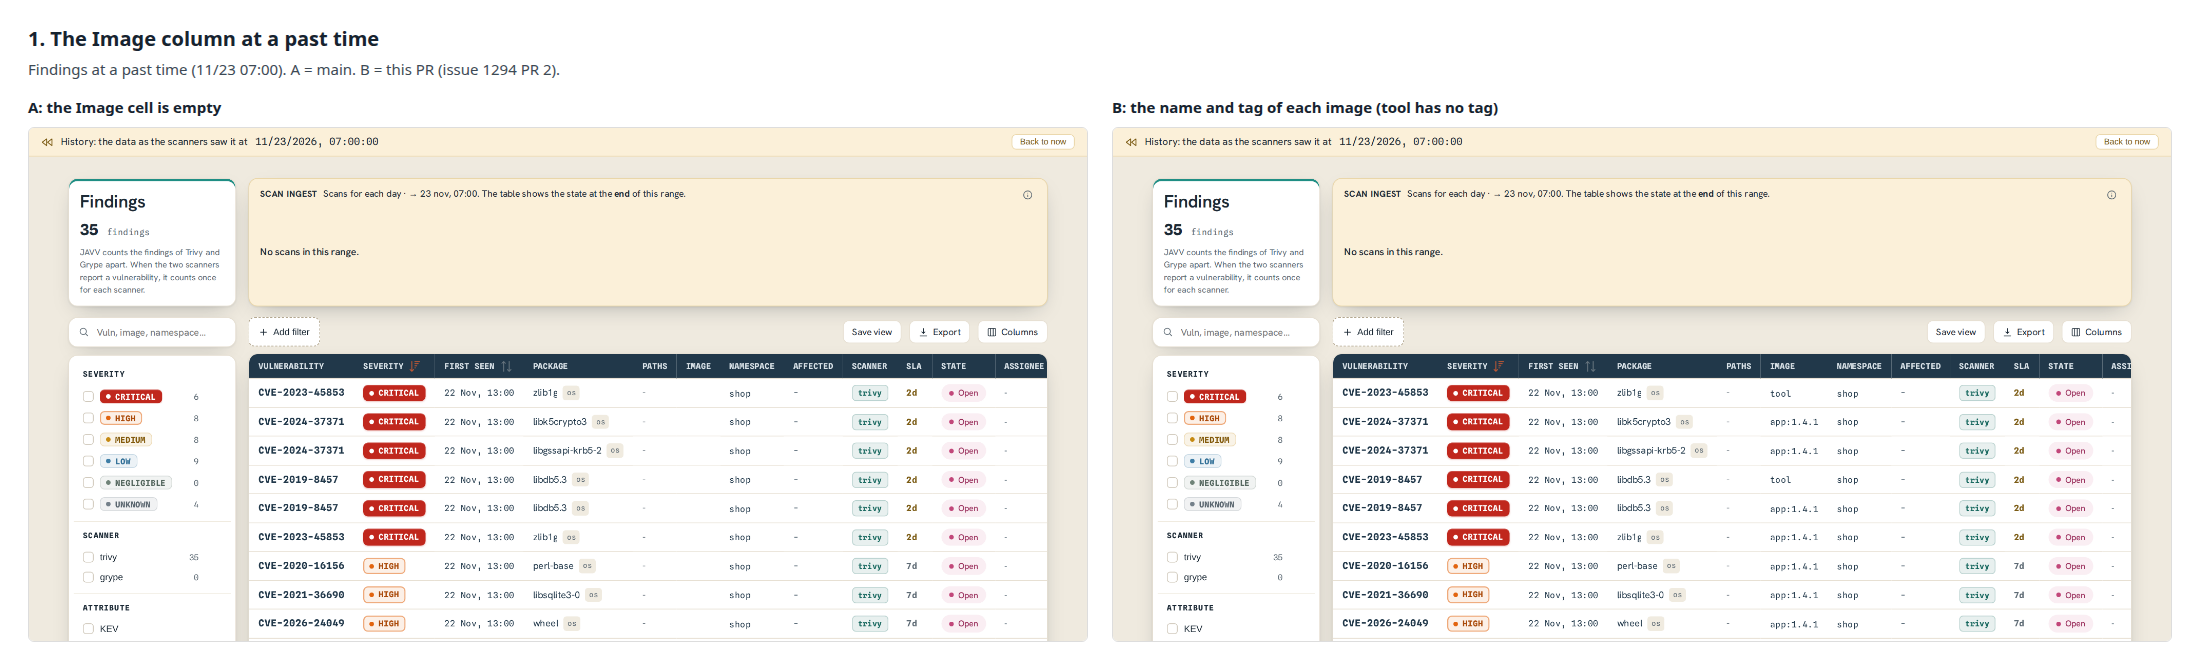 1. The Image column at a past time
Findings at a past time (11/23 07:00). A = main. B = this PR (issue 1294 PR 2).
A: the Image cell is empty
History: the data as the scanners saw it at 11/23/2026, 07:00:00
Back to now
Findings
35 findings
JAVV counts the findings of Trivy and
Grype apart. When the two scanners
report a vulnerability, it counts once
for each scanner.
SCAN INGEST Scans for each day · → 23 nov, 07:00. The table shows the state at the end of this range.
No scans in this range.
Vuln, image, namespace...
+ Add filter
Save view
Export
Columns
SEVERITY
CRITICAL 6
HIGH 8
MEDIUM 8
LOW 9
NEGLIGIBLE 0
UNKNOWN 4
SCANNER
trivy 35
grype 0
ATTRIBUTE
KEV
VULNERABILITY SEVERITY FIRST SEEN PACKAGE PATHS IMAGE NAMESPACE AFFECTED SCANNER SLA STATE ASSIGNEE
CVE-2023-45853 CRITICAL 22 Nov, 13:00 zlib1g os - shop - trivy 2d Open -
CVE-2024-37371 CRITICAL 22 Nov, 13:00 libk5crypto3 os - shop - trivy 2d Open -
CVE-2024-37371 CRITICAL 22 Nov, 13:00 libgssapi-krb5-2 os - shop - trivy 2d Open -
CVE-2019-8457 CRITICAL 22 Nov, 13:00 libdb5.3 os - shop - trivy 2d Open -
CVE-2019-8457 CRITICAL 22 Nov, 13:00 libdb5.3 os - shop - trivy 2d Open -
CVE-2023-45853 CRITICAL 22 Nov, 13:00 zlib1g os - shop - trivy 2d Open -
CVE-2020-16156 HIGH 22 Nov, 13:00 perl-base os - shop - trivy 7d Open -
CVE-2021-36690 HIGH 22 Nov, 13:00 libsqlite3-0 os - shop - trivy 7d Open -
CVE-2026-24049 HIGH 22 Nov, 13:00 wheel os - shop - trivy 7d Open -
B: the name and tag of each image (tool has no tag)
History: the data as the scanners saw it at 11/23/2026, 07:00:00
Back to now
Findings
35 findings
JAVV counts the findings of Trivy and
Grype apart. When the two scanners
report a vulnerability, it counts once
for each scanner.
SCAN INGEST Scans for each day · → 23 nov, 07:00. The table shows the state at the end of this range.
No scans in this range.
Vuln, image, namespace...
+ Add filter
Save view
Export
Columns
SEVERITY
CRITICAL 6
HIGH 8
MEDIUM 8
LOW 9
NEGLIGIBLE 0
UNKNOWN 4
SCANNER
trivy 35
grype 0
ATTRIBUTE
KEV
VULNERABILITY SEVERITY FIRST SEEN PACKAGE PATHS IMAGE NAMESPACE AFFECTED SCANNER SLA STATE ASSI
CVE-2023-45853 CRITICAL 22 Nov, 13:00 zlib1g os - tool shop - trivy 2d Open -
CVE-2024-37371 CRITICAL 22 Nov, 13:00 libk5crypto3 os - app:1.4.1 shop - trivy 2d Open -
CVE-2024-37371 CRITICAL 22 Nov, 13:00 libgssapi-krb5-2 os - app:1.4.1 shop - trivy 2d Open -
CVE-2019-8457 CRITICAL 22 Nov, 13:00 libdb5.3 os - tool shop - trivy 2d Open -
CVE-2019-8457 CRITICAL 22 Nov, 13:00 libdb5.3 os - app:1.4.1 shop - trivy 2d Open -
CVE-2023-45853 CRITICAL 22 Nov, 13:00 zlib1g os - app:1.4.1 shop - trivy 2d Open -
CVE-2020-16156 HIGH 22 Nov, 13:00 perl-base os - app:1.4.1 shop - trivy 7d Open -
CVE-2021-36690 HIGH 22 Nov, 13:00 libsqlite3-0 os - app:1.4.1 shop - trivy 7d Open -
CVE-2026-24049 HIGH 22 Nov, 13:00 wheel os - app:1.4.1 shop - trivy 7d Open -